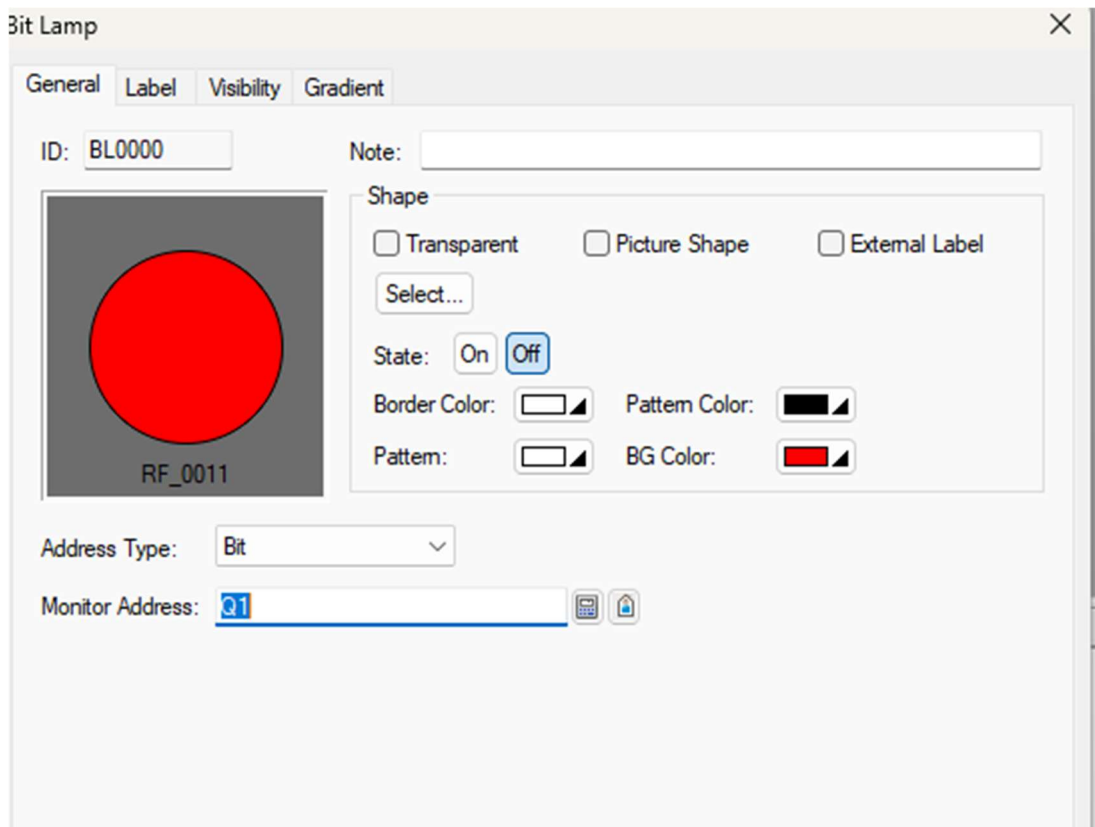 Bit Lamp
General Label Visibility Gradient
ID: BL0000 Note:
Shape
Transparent Picture Shape External Label
Select...
State: On Off
Border Color: Pattern Color:
Pattern: BG Color:
RF_0011
Address Type: Bit
Monitor Address: Q1